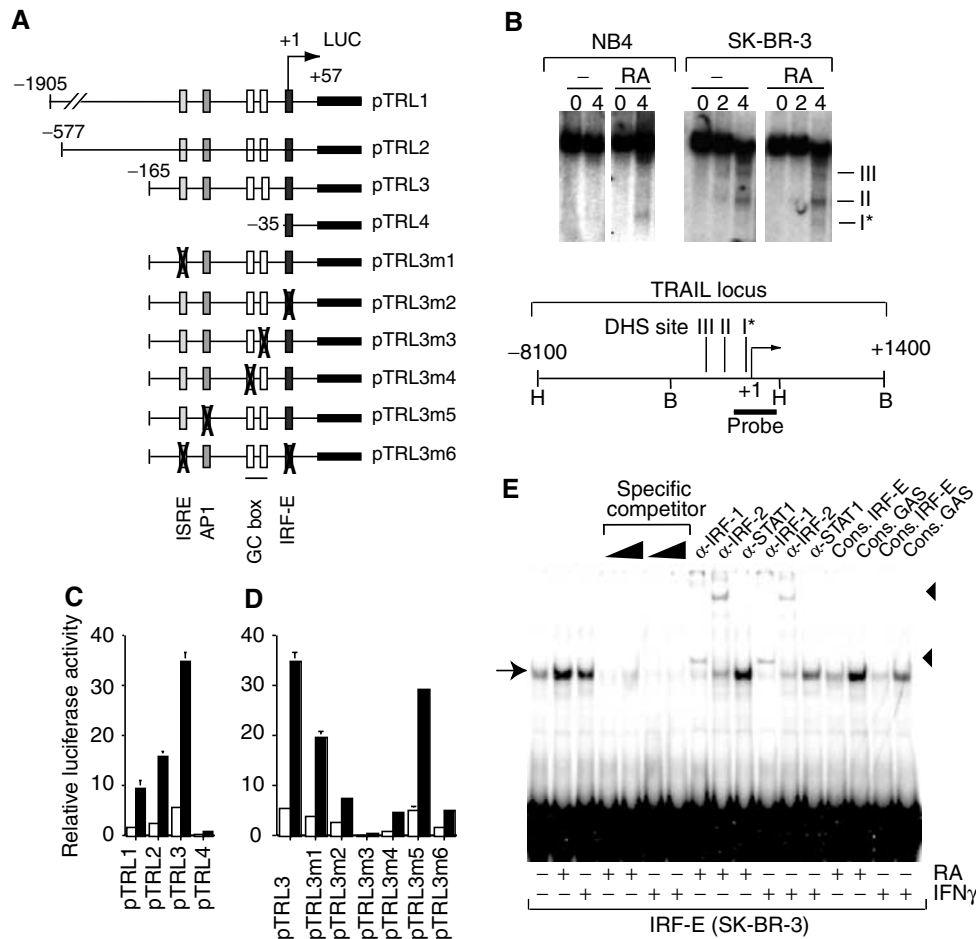 A
+1
LUC
+57
−1905
pTRL1
−577
pTRL2
−165
pTRL3
−35
pTRL4
pTRL3m1
pTRL3m2
pTRL3m3
pTRL3m4
pTRL3m5
pTRL3m6
ISRE
AP1
GC box
IRF-E
B
NB4
SK-BR-3
− RA − RA
0 4 0 4 0 2 4 0 2 4
III
II
I*
TRAIL locus
DHS site III II I*
−8100
+1400
+1
H B H B
Probe
C
Relative luciferase activity
40
30
20
10
0
pTRL1
pTRL2
pTRL3
pTRL4
D
40
30
20
10
0
pTRL3
pTRL3m1
pTRL3m2
pTRL3m3
pTRL3m4
pTRL3m5
pTRL3m6
E
Specific
competitor
α-IRF-1
α-IRF-2
α-STAT1
α-IRF-1
α-IRF-2
α-STAT1
Cons. IRF-E
Cons. GAS
Cons. IRF-E
Cons. GAS
− + − + + − − + + + − − − + + − − RA
− − + − − + + − − − + + + − − + + IFNγ
IRF-E (SK-BR-3)